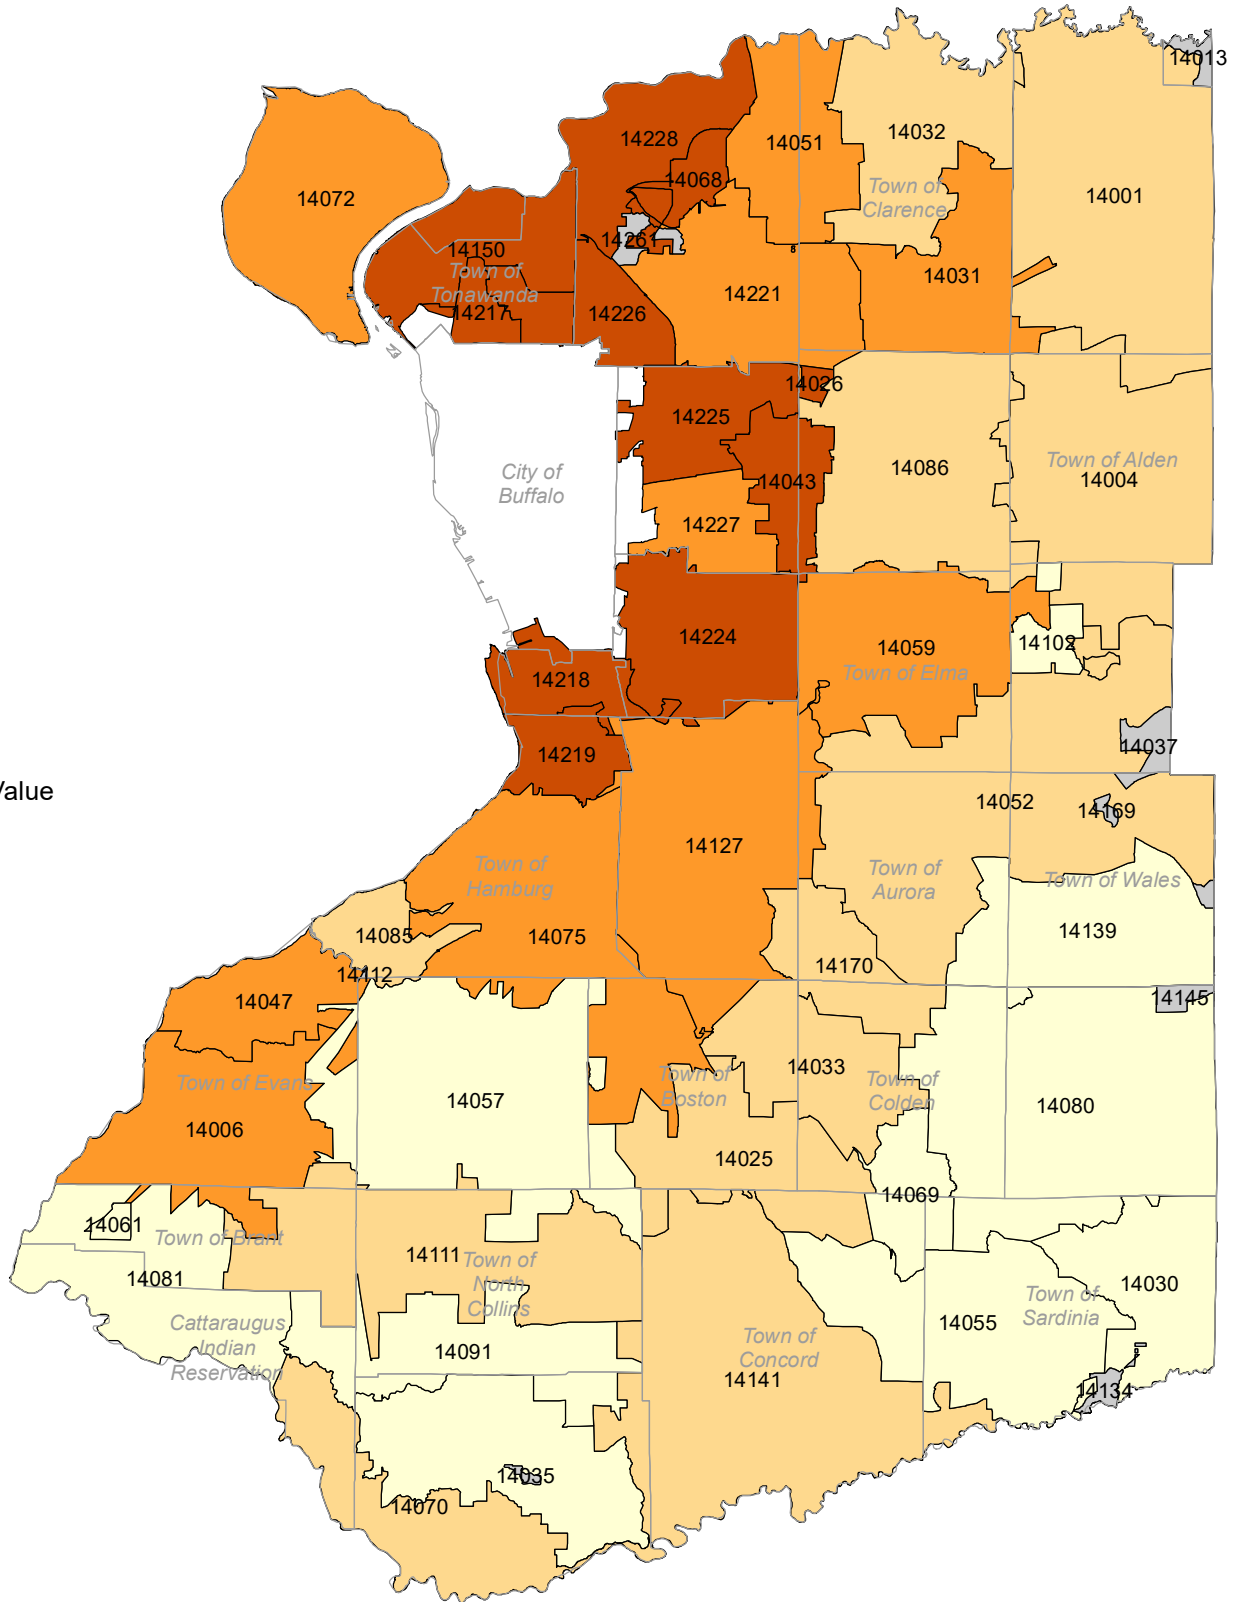 14013
14032
14228
14051
14068
14072
14001
Town of
Clarence
14261
14150
Town of
Tonawanda
14031
14221
14217
14226
14026
14225
14086
Town of Alden
14004
City of
Buffalo
14043
14227
14224
14059
Town of Elma
14102
14218
14219
14037
Value
14052
14169
14127
Town of
Hamburg
Town of
Aurora
Town of Wales
14085
14075
14139
14112
14170
14047
14145
Town of Evans
14033
Town of
Boston
Town of
Colden
14057
14080
14006
14025
14069
14061
Town of Brant
14111
Town of
North
Collins
14081
14030
Town of
Sardinia
14055
Cattaraugus
Indian
Reservation
14091
Town of
Concord
14141
14134
14035
14070